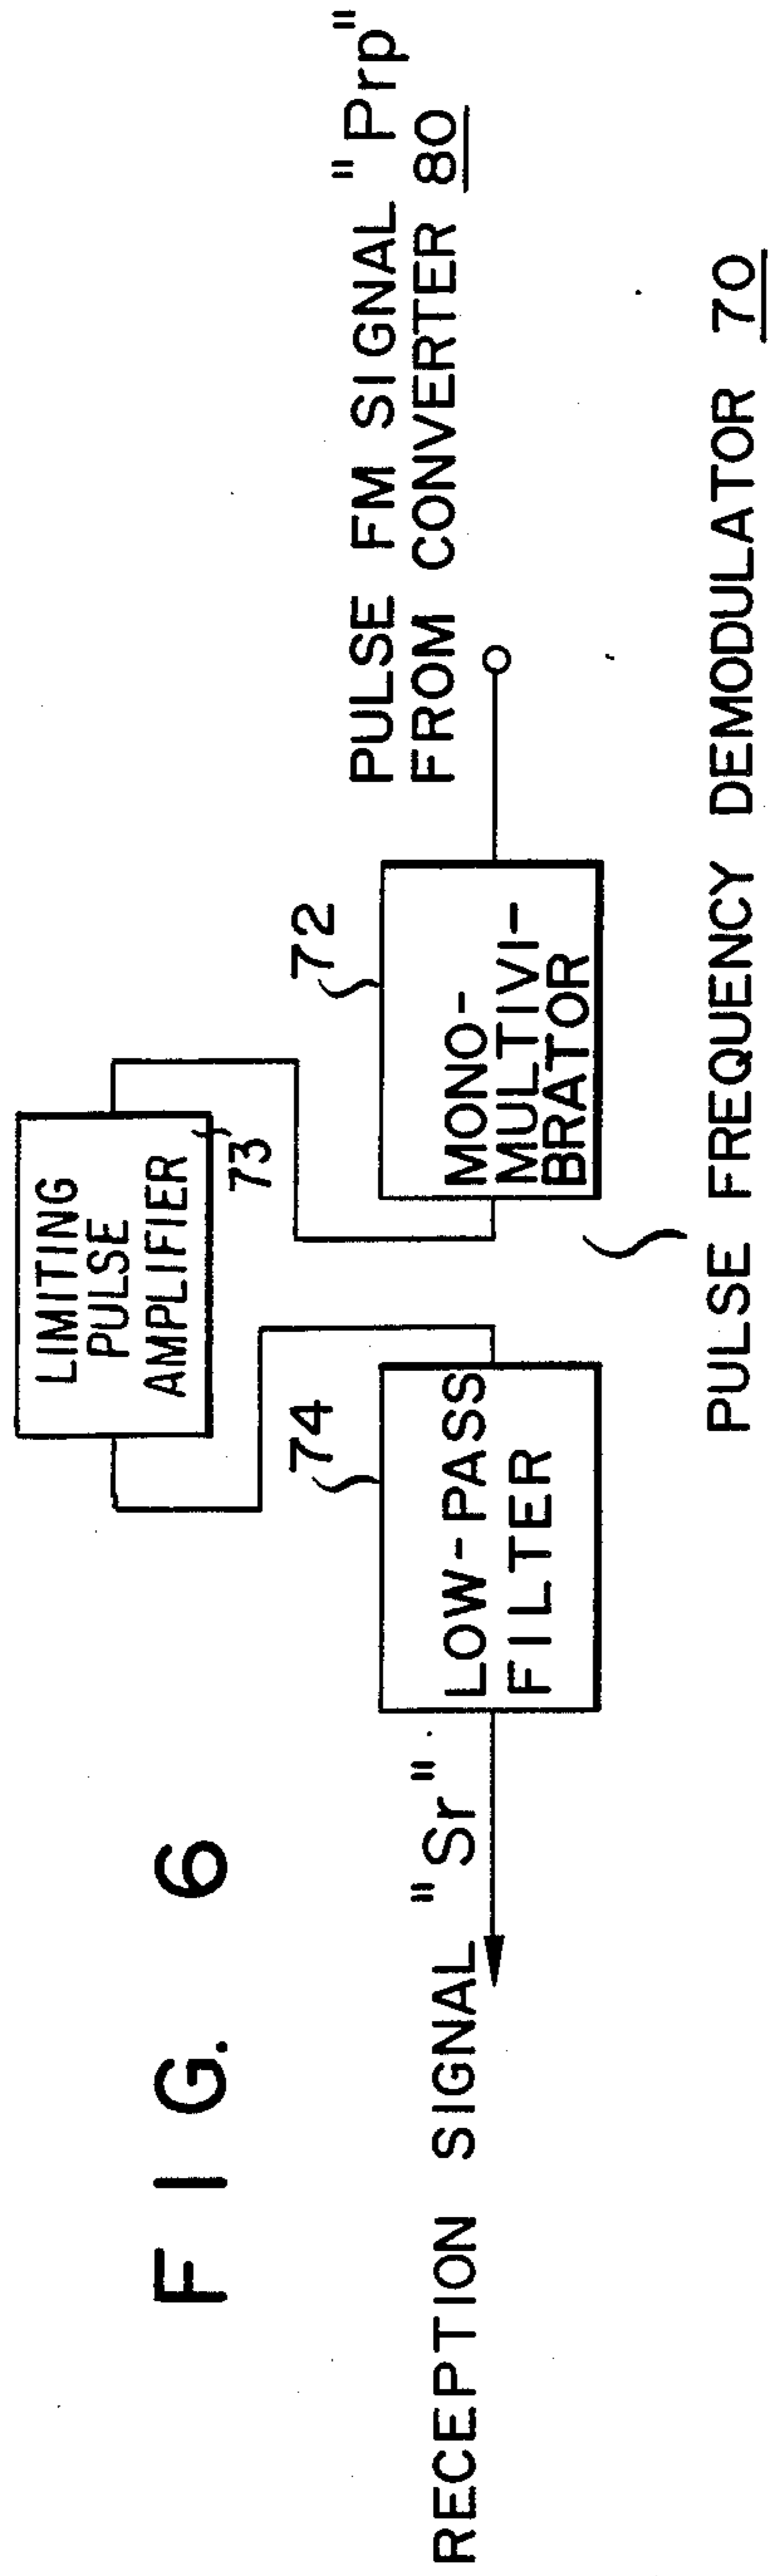 FIG. 6
LIMITING
PULSE
AMPLIFIER
73
74
72
PULSE FM SIGNAL "Prp"
FROM CONVERTER 80
RECEPTION SIGNAL "Sr"
LOW-PASS
FILTER
MONO-
MULTIVI-
BRATOR
PULSE FREQUENCY DEMODULATOR 70